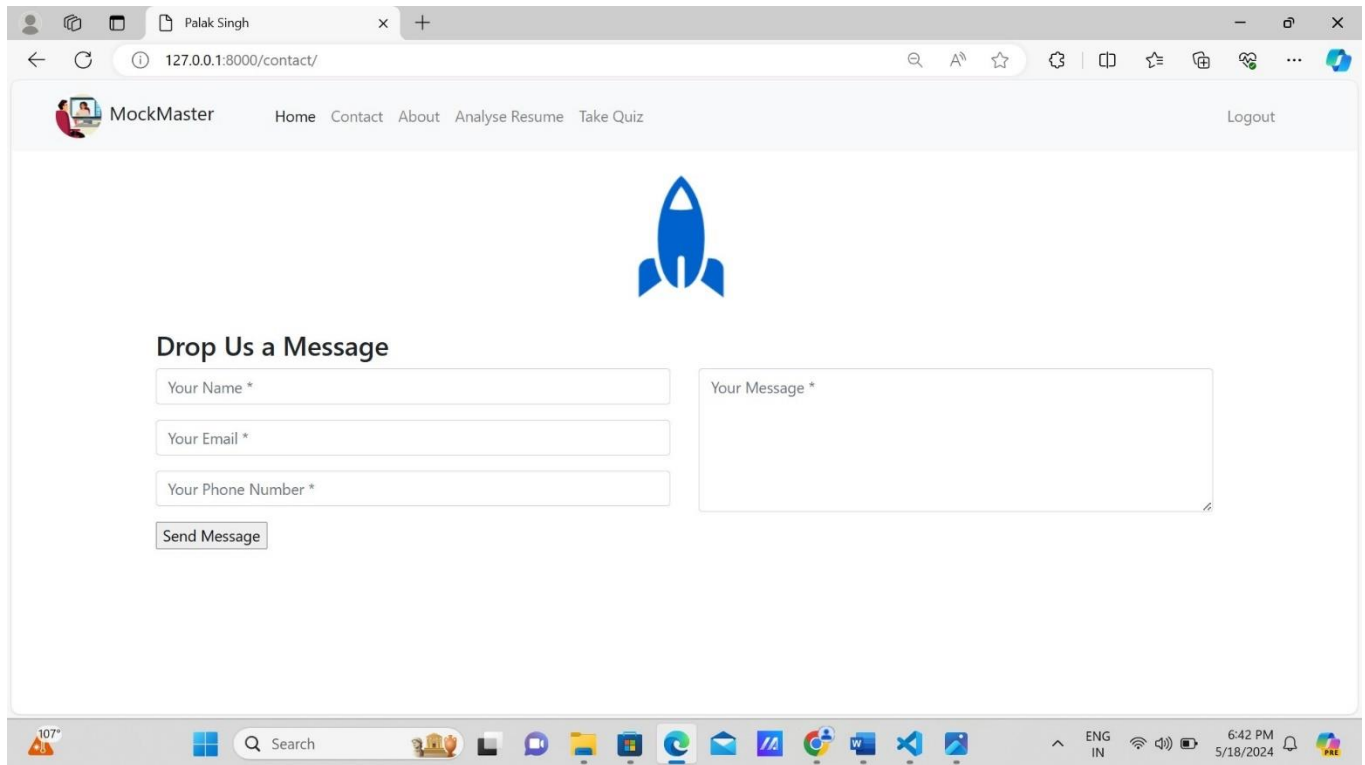 Palak Singh
127.0.0.1:8000/contact/
MockMaster Home Contact About Analyse Resume Take Quiz Logout
Drop Us a Message
Your Name *
Your Message *
Your Email *
Your Phone Number *
Send Message
107°
Search
ENG
IN
6:42 PM
5/18/2024
PRE